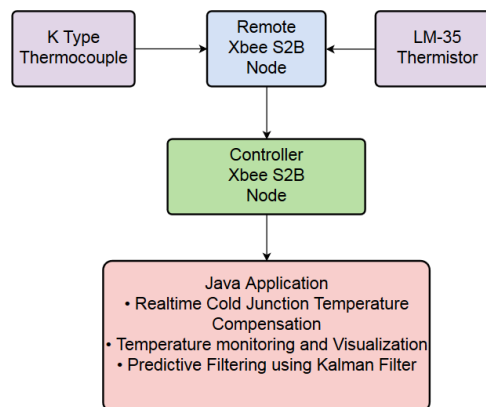 K Type
Thermocouple
Remote
Xbee S2B
Node
LM-35
Thermistor
Controller
Xbee S2B
Node
Java Application
• Realtime Cold Junction Temperature
Compensation
• Temperature monitoring and Visualization
• Predictive Filtering using Kalman Filter